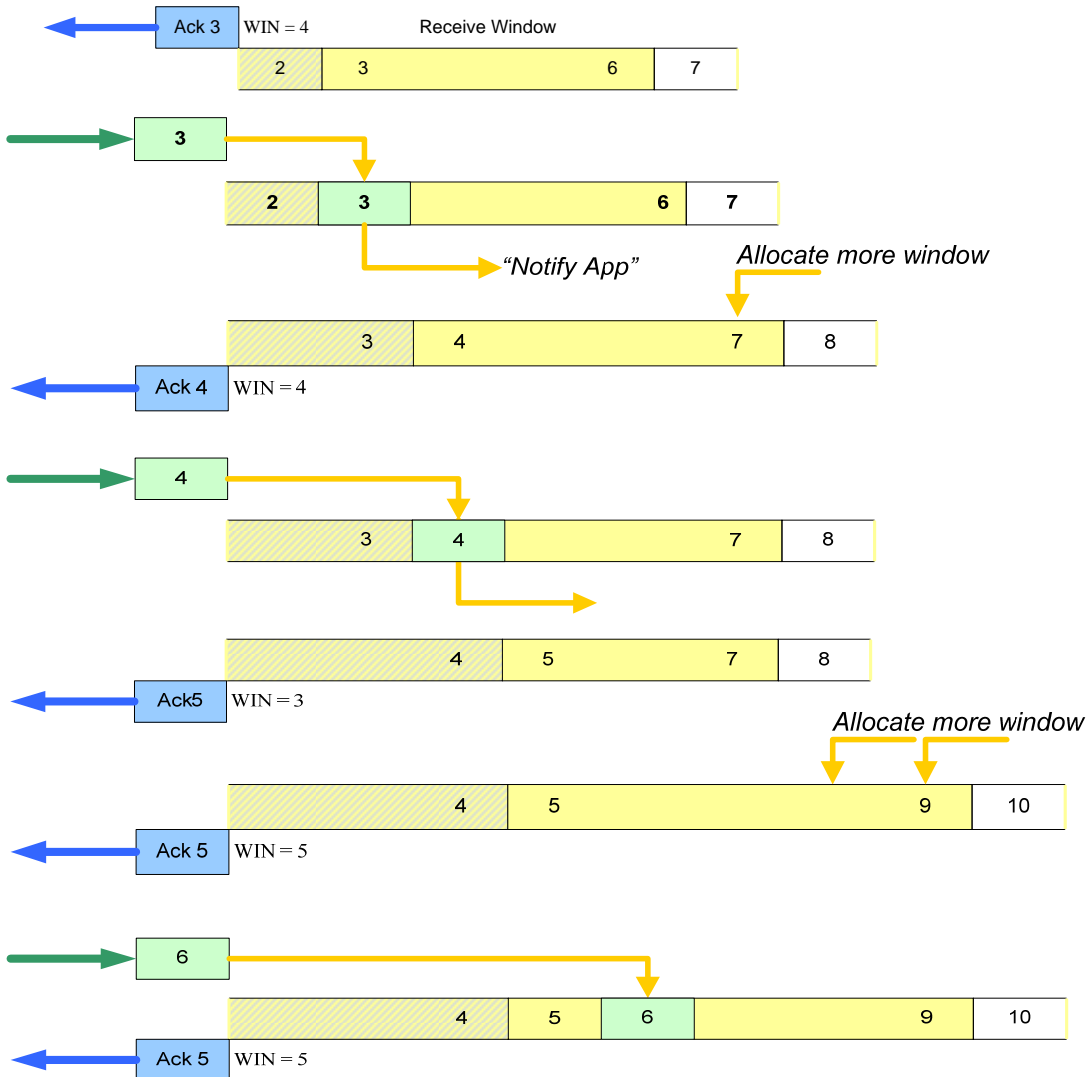 Ack 3 WIN = 4 Receive Window
2 3 6 7
3
2 3 6 7
“Notify App” Allocate more window
3 4 7 8
Ack 4 WIN = 4
4
3 4 7 8
4 5 7 8
Ack5 WIN = 3
Allocate more window
4 5 9 10
Ack 5 WIN = 5
6
4 5 6 9 10
Ack 5 WIN = 5